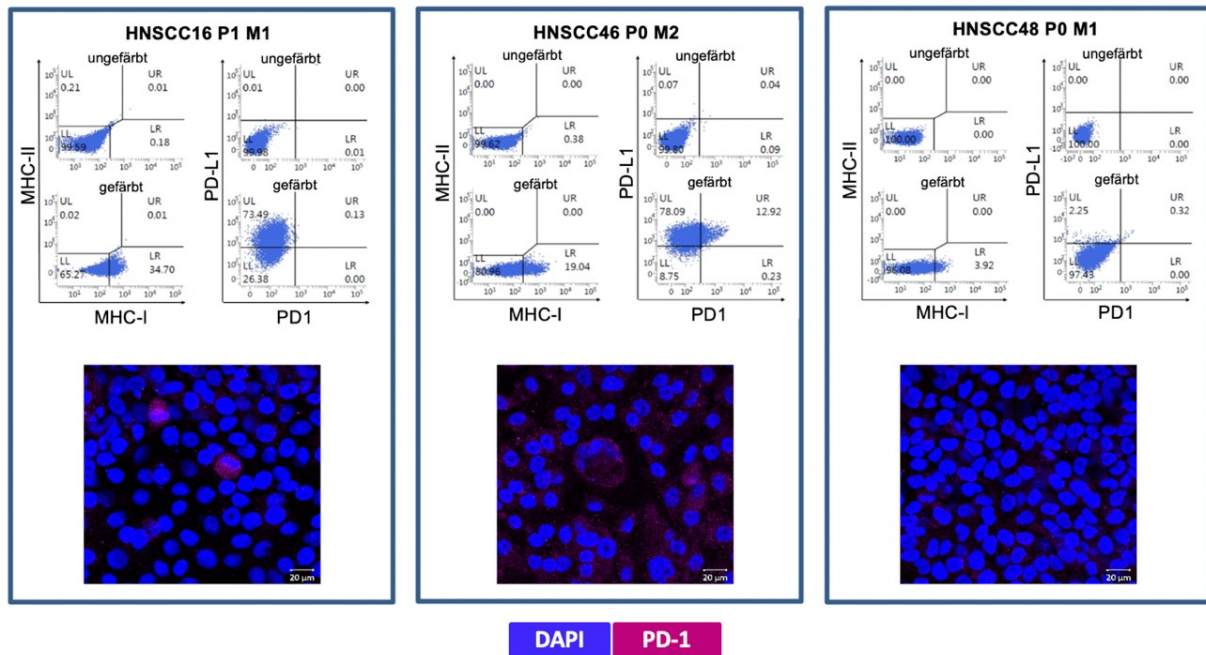 HNSCC16 P1 M1
ungefärbt
ungefärbt
UL
0.21
UR
0.01
LL
99.59
LR
0.18
UL
0.01
UR
0.00
LL
99.98
LR
0.01
gefärbt
gefärbt
UL
0.02
UR
0.01
LL
65.27
LR
34.70
UL
73.49
UR
0.13
LL
26.38
LR
0.00
MHC-II
PD-L1
MHC-I
PD1
20 µm
HNSCC46 P0 M2
ungefärbt
ungefärbt
UL
0.00
UR
0.00
LL
99.62
LR
0.38
UL
0.07
UR
0.04
LL
99.80
LR
0.09
gefärbt
gefärbt
UL
0.00
UR
0.00
LL
80.96
LR
19.04
UL
78.09
UR
12.92
LL
8.75
LR
0.23
MHC-II
PD-L1
MHC-I
PD1
20 µm
HNSCC48 P0 M1
ungefärbt
ungefärbt
UL
0.00
UR
0.00
LL
100.00
LR
0.00
UL
0.00
UR
0.00
LL
100.00
LR
0.00
gefärbt
gefärbt
UL
0.00
UR
0.00
LL
96.08
LR
3.92
UL
2.25
UR
0.32
LL
97.43
LR
0.00
MHC-II
PD-L1
MHC-I
PD1
20 µm
DAPI
PD-1